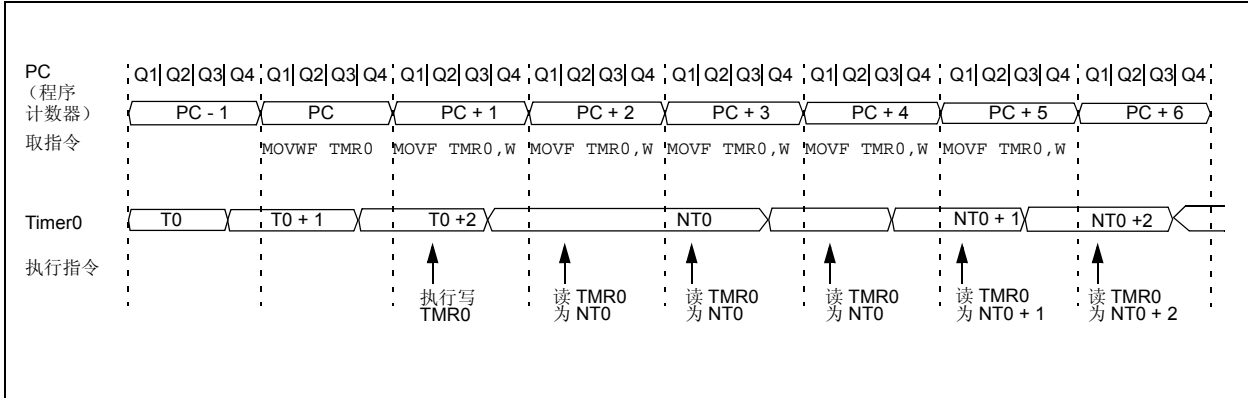 PC
（程序
计数器）
Q1 Q2 Q3 Q4 Q1 Q2 Q3 Q4 Q1 Q2 Q3 Q4 Q1 Q2 Q3 Q4 Q1 Q2 Q3 Q4 Q1 Q2 Q3 Q4 Q1 Q2 Q3 Q4 Q1 Q2 Q3 Q4
PC - 1 PC PC + 1 PC + 2 PC + 3 PC + 4 PC + 5 PC + 6
取指令
MOVWF TMR0 MOVF TMR0,W MOVF TMR0,W MOVF TMR0,W MOVF TMR0,W MOVF TMR0,W
Timer0
T0 T0 + 1 T0 +2 NT0 NT0 + 1 NT0 +2
执行指令
执行写
TMR0
读 TMR0
为 NT0
读 TMR0
为 NT0
读 TMR0
为 NT0
读 TMR0
为 NT0 + 1
读 TMR0
为 NT0 + 2